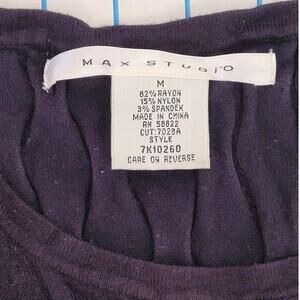 MAX STUDIO
M
82% RAYON
15% NYLON
3% SPANDEX
MADE IN CHINA
RN 58822
CUT:7028A
STYLE
7K10260
CARE ON REVERSE